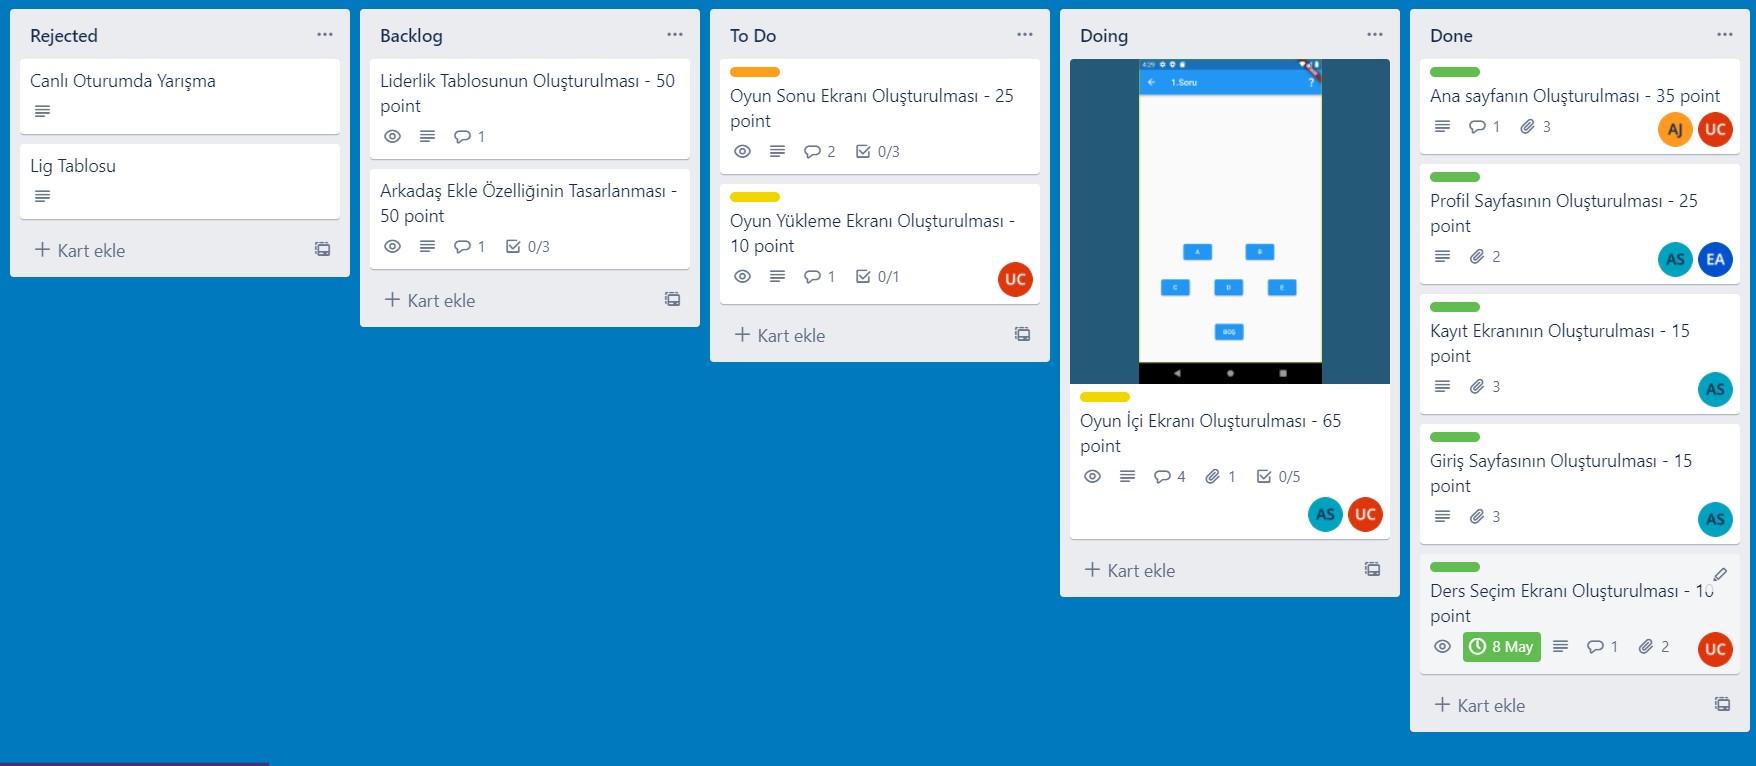 Rejected
Canlı Oturumda Yarışma
Lig Tablosu
Kart ekle
Backlog
Liderlik Tablosunun Oluşturulması - 50
point
1
Arkadaş Ekle Özelliğinin Tasarlanması -
50 point
1
0/3
Kart ekle
To Do
Oyun Sonu Ekranı Oluşturulması - 25
point
2
0/3
Oyun Yükleme Ekranı Oluşturulması -
10 point
1
0/1
UC
Kart ekle
Doing
4:29
1.Soru
?
A
B
C
D
E
BOŞ
Oyun İçi Ekranı Oluşturulması - 65
point
4
1
0/5
AS
UC
Kart ekle
Done
Ana sayfanın Oluşturulması - 35 point
1
3
AJ
UC
Profil Sayfasının Oluşturulması - 25
point
2
AS
EA
Kayıt Ekranının Oluşturulması - 15
point
3
AS
Giriş Sayfasının Oluşturulması - 15
point
3
AS
Ders Seçim Ekranı Oluşturulması - 10
point
8 May
1
2
UC
Kart ekle